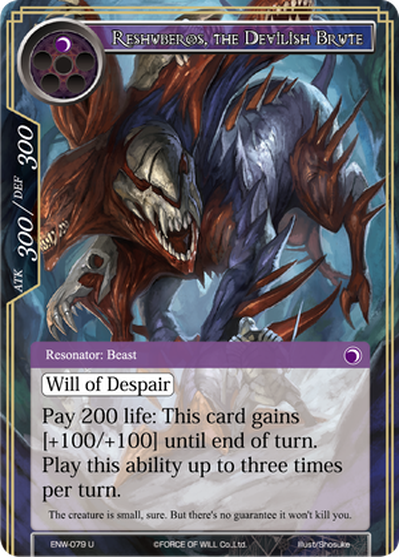 Reshuberos, the Devilish Brute
ATK 300 / DEF 300
Resonator: Beast
Will of Despair
Pay 200 life: This card gains
[+100/+100] until end of turn.
Play this ability up to three times
per turn.
The creature is small, sure. But there's no guarantee it won't kill you.
ENW-079 U ©FORCE OF WILL Co.,Ltd. Illust/Shosuke